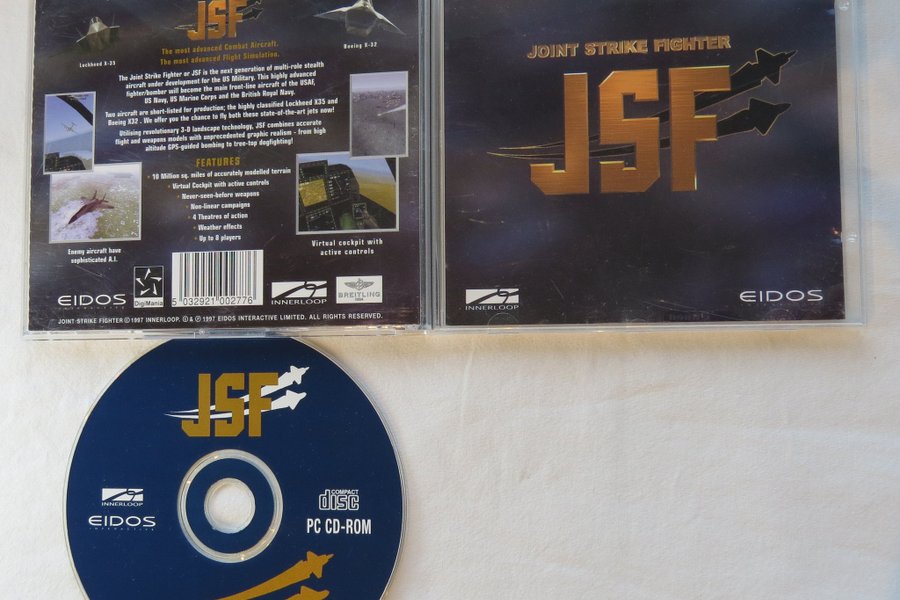 JSF
The most advanced Combat Aircraft.
The most advanced Flight Simulation.
Lockheed X-35
Boeing X-32
The Joint Strike Fighter or JSF is the next generation of multi-role stealth
aircraft under development for the US Military. This highly advanced
fighter/bomber will become the main front-line aircraft of the USAF,
US Navy, US Marine Corps and the British Royal Navy.
Two aircraft are short-listed for production; the highly classified Lockheed X35 and
Boeing X32 . We offer you the chance to fly both these state-of-the-art jets now!
Utilising revolutionary 3-D landscape technology, JSF combines accurate
flight and weapons models with unprecedented graphic realism - from high
altitude GPS-guided bombing to tree-top dogfighting!
FEATURES
• 10 Million sq. miles of accurately modelled terrain
• Virtual Cockpit with active controls
• Never-seen-before weapons
• Non-linear campaigns
• 4 Theatres of action
• Weather effects
• Up to 8 players
Enemy aircraft have
sophisticated A.I.
Virtual cockpit with
active controls
EIDOS
INTERACTIVE
DigiMania
5 032921 002776
INNERLOOP
BREITLING
1884
JOINT STRIKE FIGHTER © 1997 INNERLOOP. © & ℗ 1997 EIDOS INTERACTIVE LIMITED. ALL RIGHTS RESERVED.
JOINT STRIKE FIGHTER
JSF
INNERLOOP
EIDOS
INTERACTIVE
JSF
INNERLOOP
EIDOS
INTERACTIVE
COMPACT
disc
PC CD-ROM